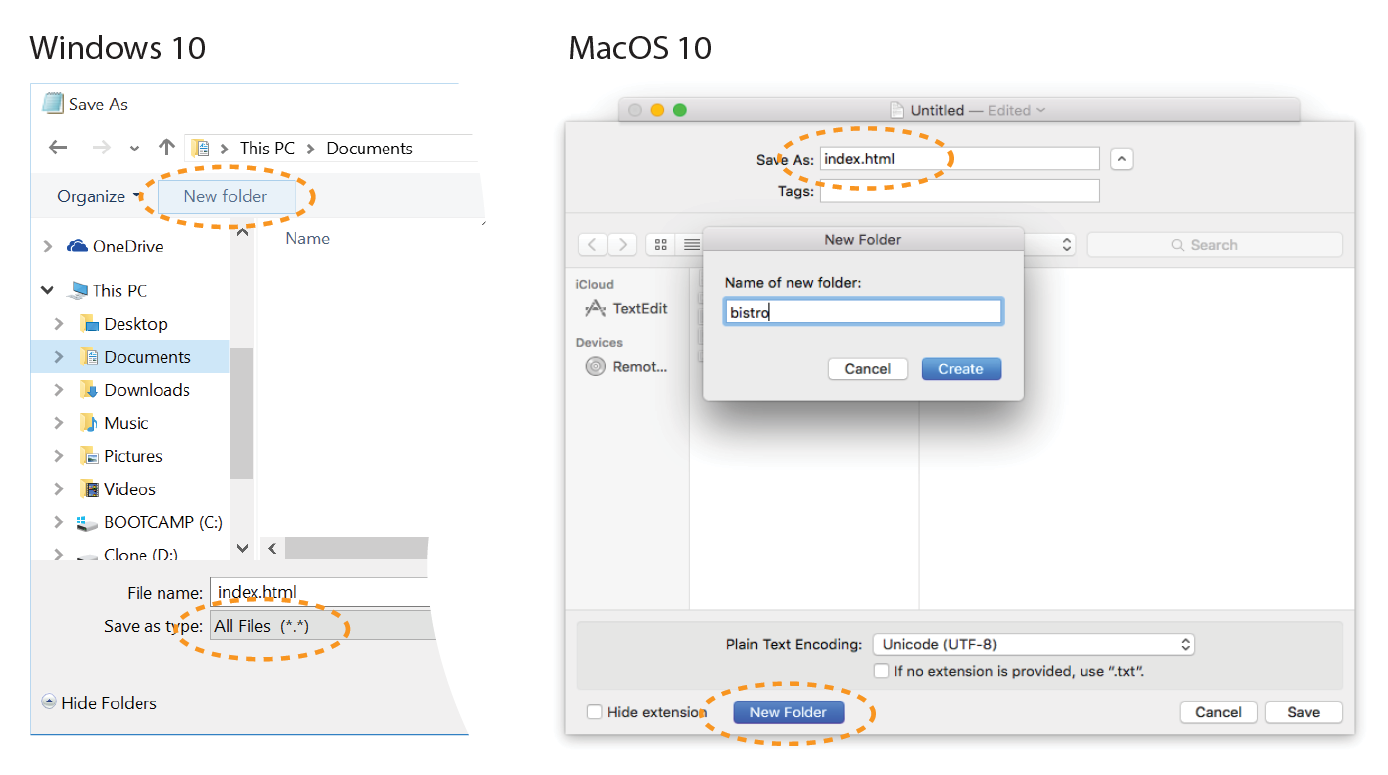 Windows 10
Save As
This PC > Documents
Organize
New folder
OneDrive
Name
This PC
Desktop
Documents
Downloads
Music
Pictures
Videos
BOOTCAMP (C:)
Clone (D:)
File name: index.html
Save as type: All Files (*.*)
Hide Folders
MacOS 10
Untitled — Edited
Save As: index.html
Tags:
Search
New Folder
Name of new folder:
bistro
Cancel
Create
iCloud
TextEdit
Devices
Remot...
Plain Text Encoding: Unicode (UTF-8)
If no extension is provided, use “.txt”.
Hide extension
New Folder
Cancel
Save